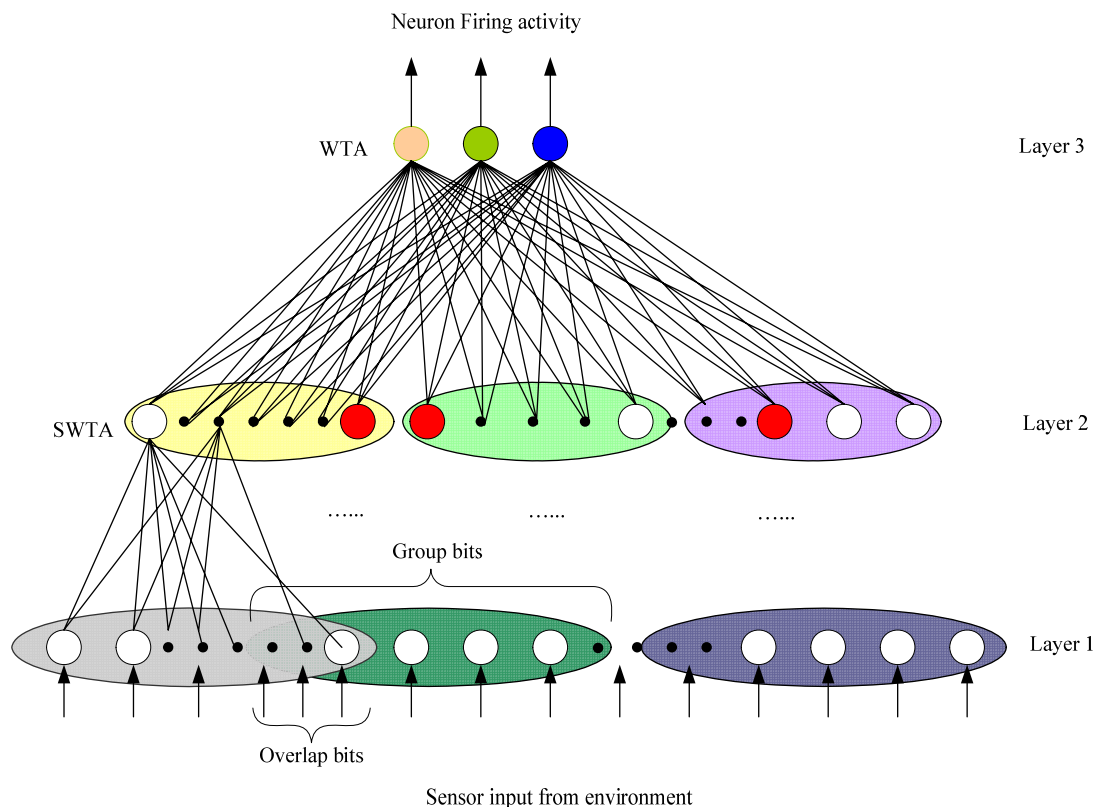 Neuron Firing activity
WTA
Layer 3
SWTA
Layer 2
…...
…...
…...
Group bits
Layer 1
Overlap bits
Sensor input from environment